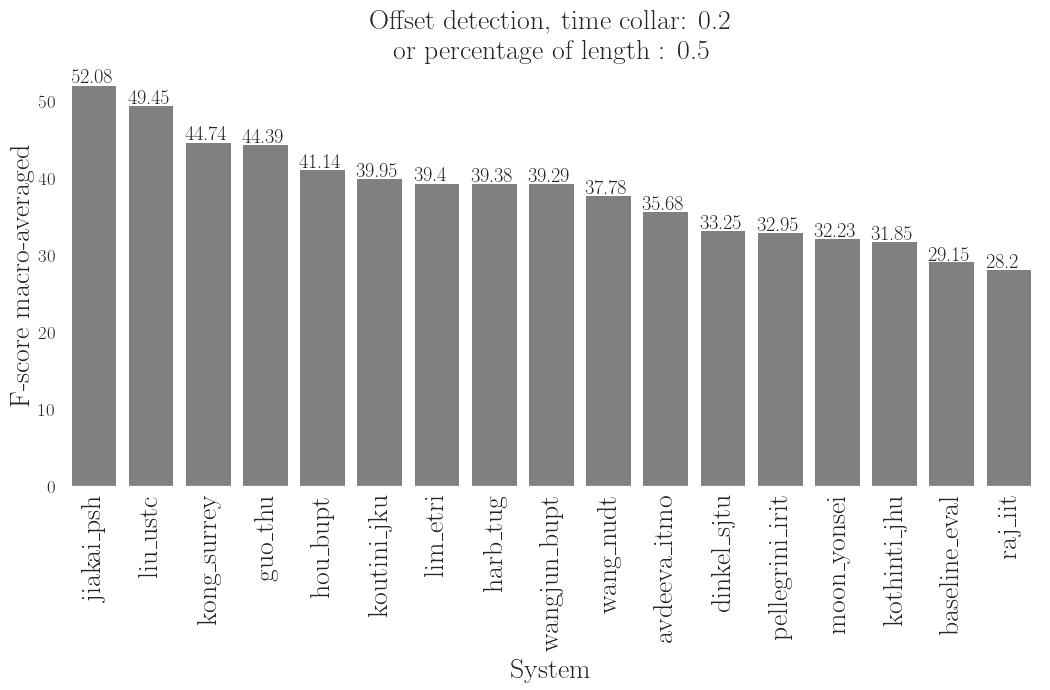 Offset detection, time collar: 0.2
or percentage of length : 0.5
F-score macro-averaged
50
40
30
20
10
0
52.08
49.45
44.74
44.39
41.14
39.95
39.4
39.38
39.29
37.78
35.68
33.25
32.95
32.23
31.85
29.15
28.2
jiakai_psh
liu_ustc
kong_surrey
guo_thu
hou_bupt
koutini_jku
lim_etri
harb_tug
wangjun_bupt
wang_nudt
avdeeva_itmo
dinkel_sjtu
pellegrini_irit
moon_yonsei
kothinti_jhu
baseline_eval
raj_iit
System